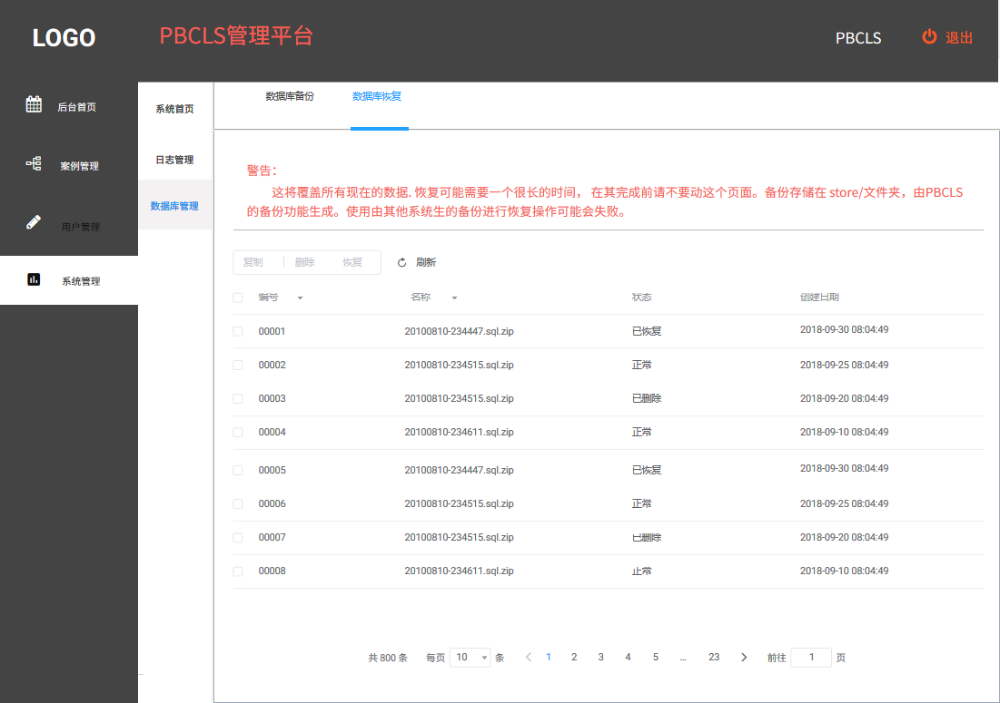 LOGO
PBCLS管理平台
PBCLS
退出
后台首页
案例管理
用户管理
系统管理
系统首页
日志管理
数据库管理
数据库备份
数据库恢复
警告:
这将覆盖所有现在的数据. 恢复可能需要一个很长的时间， 在其完成前请不要动这个页面。备份存储在 store/文件夹，由PBCLS
的备份功能生成。使用由其他系统生的备份进行恢复操作可能会失败。
复制 删除 恢复 刷新
编号 名称 状态 创建日期
00001 20100810-234447.sql.zip 已恢复 2018-09-30 08:04:49
00002 20100810-234515.sql.zip 正常 2018-09-25 08:04:49
00003 20100810-234515.sql.zip 已删除 2018-09-20 08:04:49
00004 20100810-234611.sql.zip 正常 2018-09-10 08:04:49
00005 20100810-234447.sql.zip 已恢复 2018-09-30 08:04:49
00006 20100810-234515.sql.zip 正常 2018-09-25 08:04:49
00007 20100810-234515.sql.zip 已删除 2018-09-20 08:04:49
00008 20100810-234611.sql.zip 正常 2018-09-10 08:04:49
共 800 条 每页 10 条 1 2 3 4 5 ... 23 前往 1 页